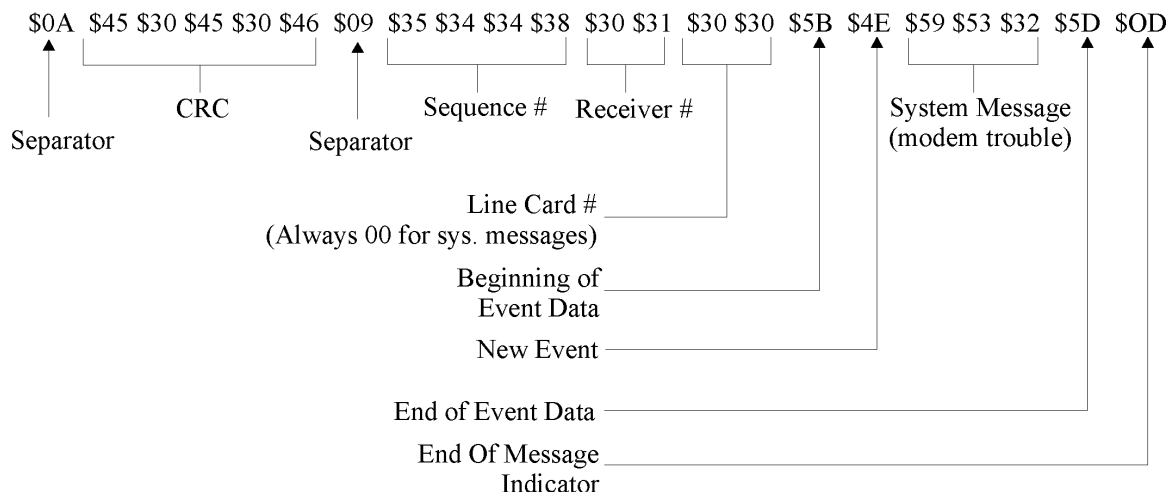 $0A $45 $30 $45 $30 $46 $09 $35 $34 $34 $38 $30 $31 $30 $30 $5B $4E $59 $53 $32 $5D $OD
CRC
Sequence #
Receiver #
System Message
(modem trouble)
Separator
Separator
Line Card #
(Always 00 for sys. messages)
Beginning of
Event Data
New Event
End of Event Data
End Of Message
Indicator